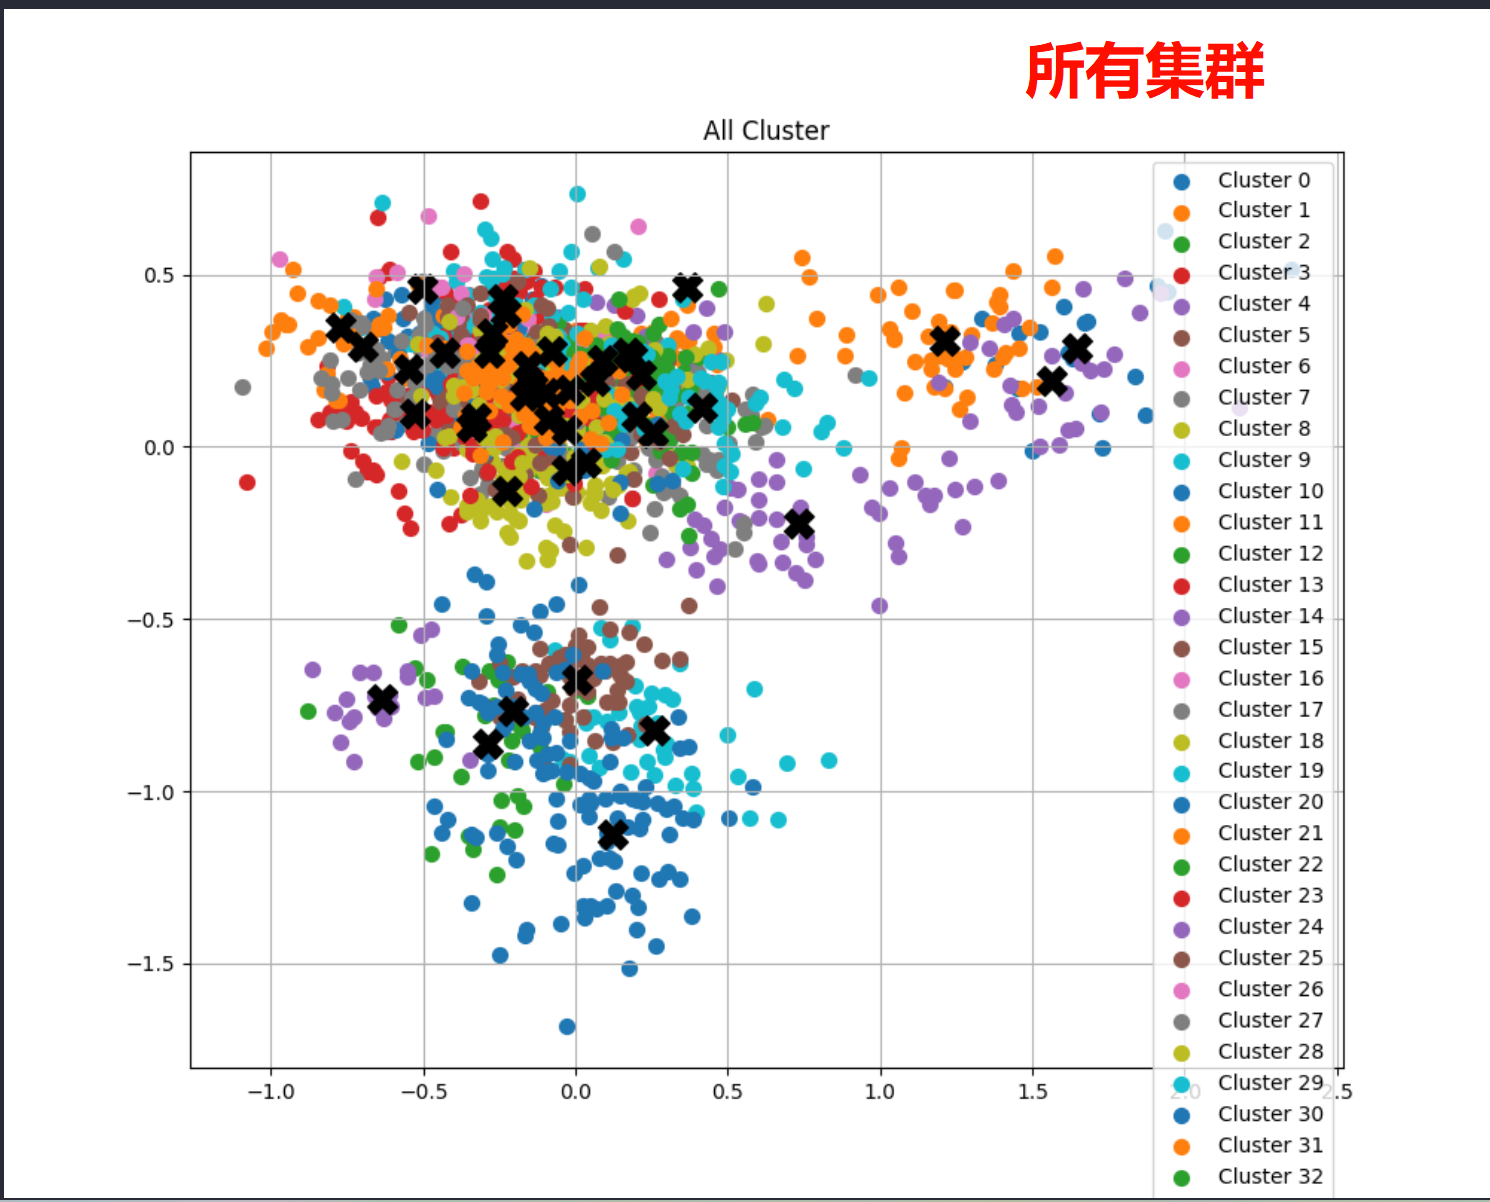 所有集群
All Cluster
0.5
0.0
−0.5
−1.0
−1.5
−1.0
−0.5
0.0
0.5
1.0
1.5
2.0
2.5
Cluster 0
Cluster 1
Cluster 2
Cluster 3
Cluster 4
Cluster 5
Cluster 6
Cluster 7
Cluster 8
Cluster 9
Cluster 10
Cluster 11
Cluster 12
Cluster 13
Cluster 14
Cluster 15
Cluster 16
Cluster 17
Cluster 18
Cluster 19
Cluster 20
Cluster 21
Cluster 22
Cluster 23
Cluster 24
Cluster 25
Cluster 26
Cluster 27
Cluster 28
Cluster 29
Cluster 30
Cluster 31
Cluster 32